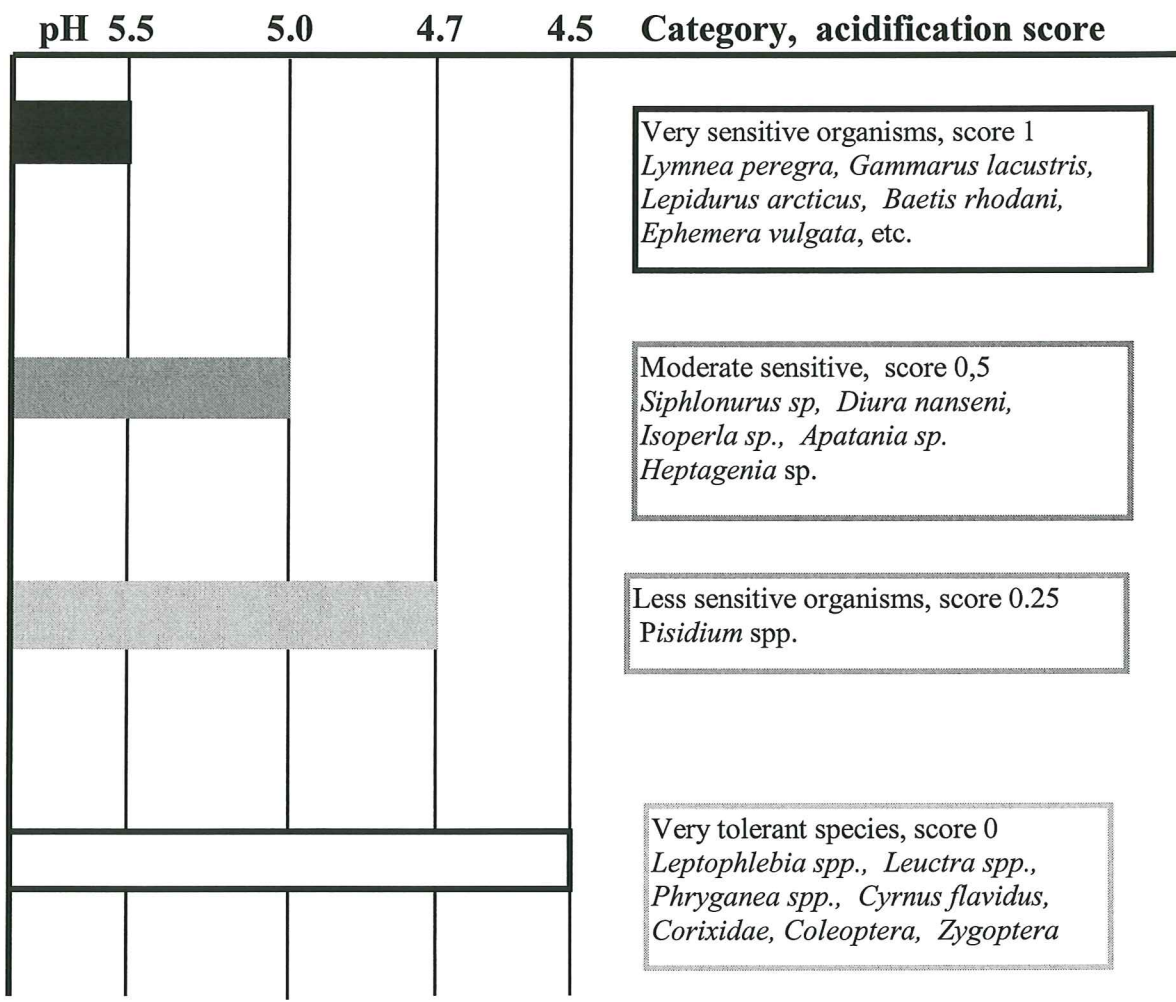 pH 5.5 5.0 4.7 4.5 Category, acidification score
Very sensitive organisms, score 1
Lymnea peregra, Gammarus lacustris,
Lepidurus arcticus, Baetis rhodani,
Ephemera vulgata, etc.
Moderate sensitive, score 0,5
Siphlonurus sp, Diura nanseni,
Isoperla sp., Apatania sp.
Heptagenia sp.
Less sensitive organisms, score 0.25
Pisidium spp.
Very tolerant species, score 0
Leptophlebia spp., Leuctra spp.,
Phryganea spp., Cyrnus flavidus,
Corixidae, Coleoptera, Zygoptera